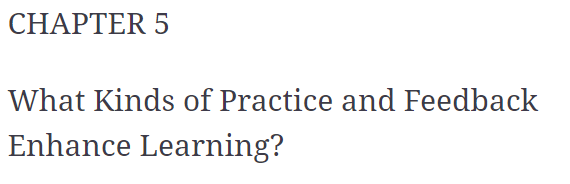 CHAPTER 5
What Kinds of Practice and Feedback
Enhance Learning?